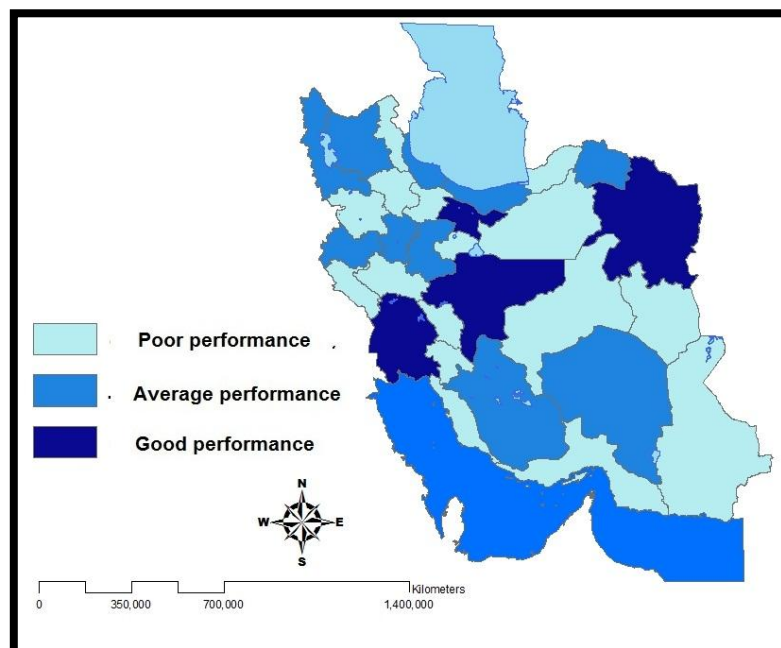 Poor performance
Average performance
Good performance
N
W E
S
Kilometers
0 350,000 700,000 1,400,000